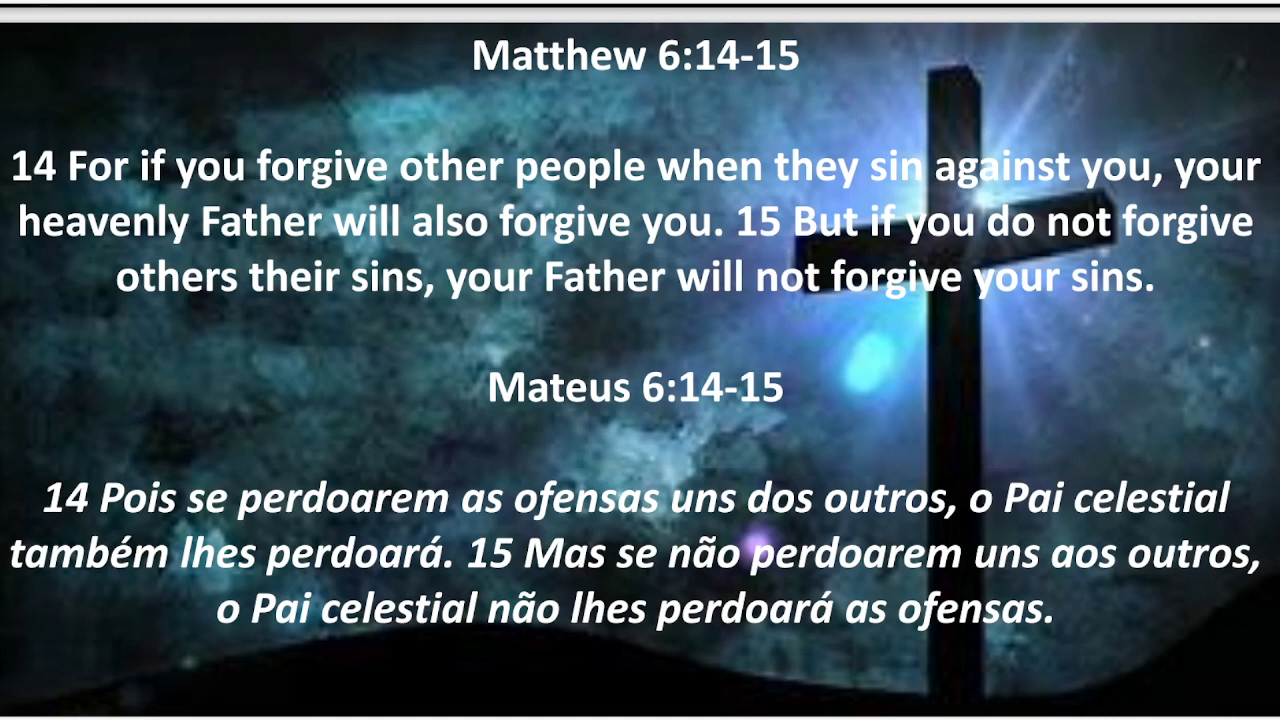 Matthew 6:14-15
14 For if you forgive other people when they sin against you, your
heavenly Father will also forgive you. 15 But if you do not forgive
others their sins, your Father will not forgive your sins.
Mateus 6:14-15
14 Pois se perdoarem as ofensas uns dos outros, o Pai celestial
também lhes perdoará. 15 Mas se não perdoarem uns aos outros,
o Pai celestial não lhes perdoará as ofensas.